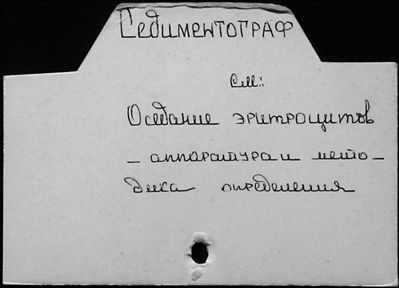 Седиментограф
См.:
Оседание эритроцитов
– аппаратура и мето –
дика определения